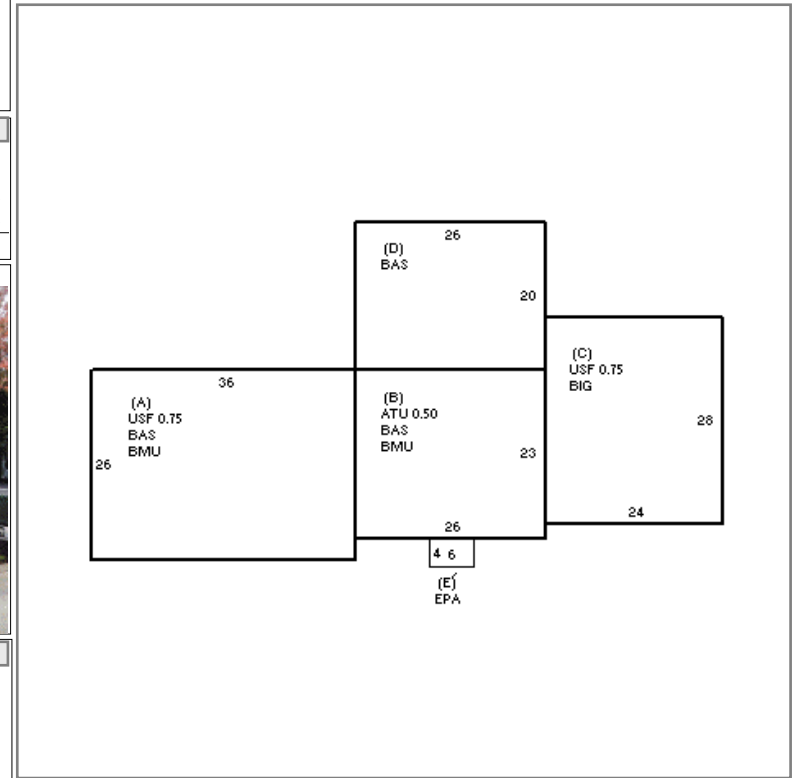 26
(D)
BAS
20
36
(A)
USF 0.75
BAS
BMU
26
(B)
ATU 0.50
BAS
BMU
23
26
(C)
USF 0.75
BIG
28
24
4 6
(E)
EPA